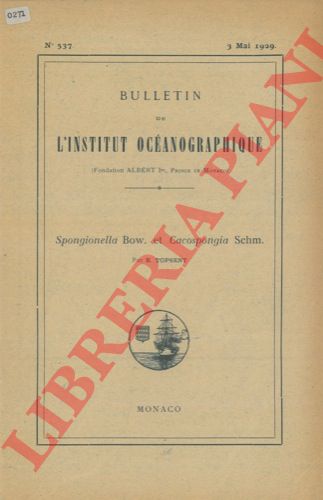 0271
N° 537
3 Mai 1929.
BULLETIN
DE
L'INSTITUT OCÉANOGRAPHIQUE
(Fondation ALBERT Ier, Prince de Monaco)
Spongionella Bow. et Cacospongia Schm.
Par E. TOPSENT
MONACO
LIBRERIA PIANI